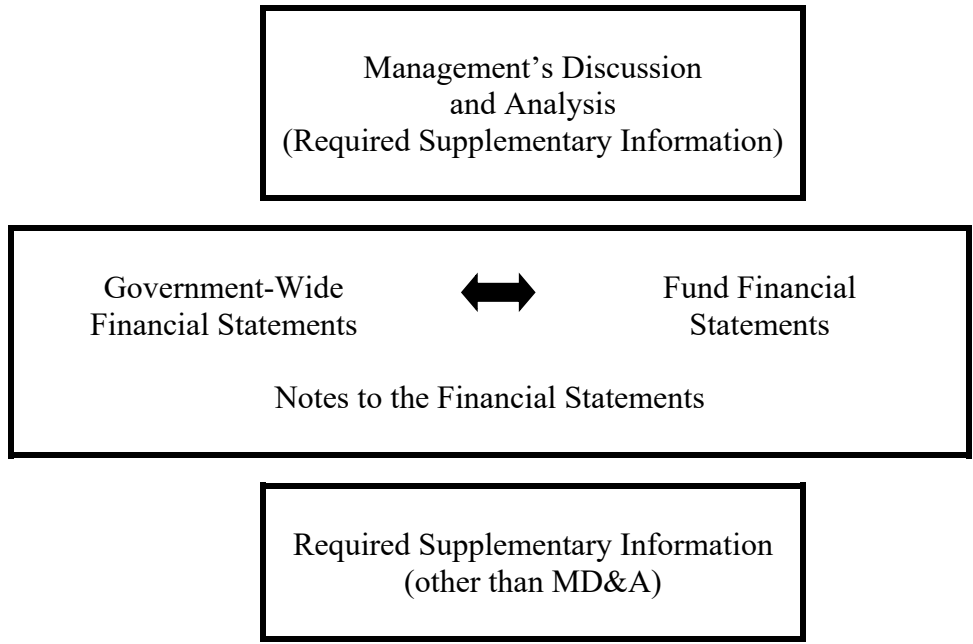 Management’s Discussion
and Analysis
(Required Supplementary Information)
Government-Wide
Financial Statements
Fund Financial
Statements
Notes to the Financial Statements
Required Supplementary Information
(other than MD&A)